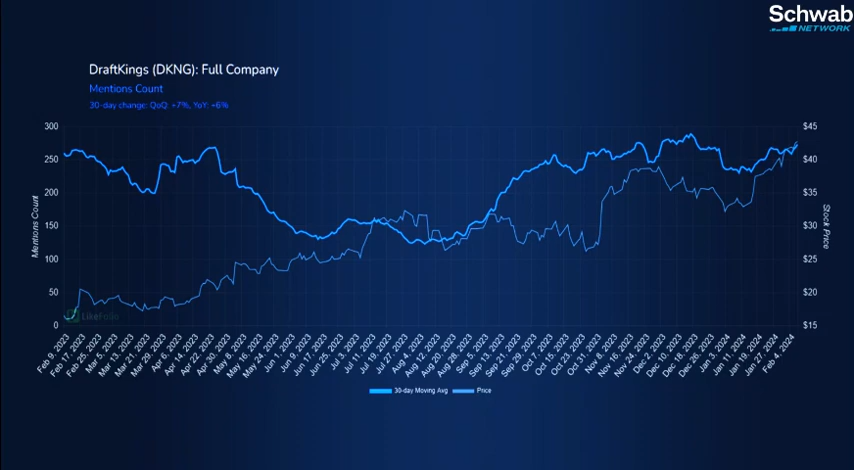 Schwab
NETWORK
DraftKings (DKNG): Full Company
Mentions Count
30-day change: QoQ: +7%, YoY: +6%
300
250
200
150
100
50
0
Mentions Count
$45
$40
$35
$30
$25
$20
$15
Stock Price
LikeFolio
Feb 9, 2023
Feb 17, 2023
Feb 25, 2023
Mar 5, 2023
Mar 13, 2023
Mar 21, 2023
Mar 29, 2023
Apr 6, 2023
Apr 14, 2023
Apr 22, 2023
Apr 30, 2023
May 8, 2023
May 16, 2023
May 24, 2023
Jun 1, 2023
Jun 9, 2023
Jun 17, 2023
Jun 25, 2023
Jul 3, 2023
Jul 11, 2023
Jul 19, 2023
Jul 27, 2023
Aug 4, 2023
Aug 12, 2023
Aug 20, 2023
Aug 28, 2023
Sep 5, 2023
Sep 13, 2023
Sep 21, 2023
Sep 29, 2023
Oct 7, 2023
Oct 15, 2023
Oct 23, 2023
Oct 31, 2023
Nov 8, 2023
Nov 16, 2023
Nov 24, 2023
Dec 2, 2023
Dec 10, 2023
Dec 18, 2023
Dec 26, 2023
Jan 3, 2024
Jan 11, 2024
Jan 19, 2024
Jan 27, 2024
Feb 4, 2024
30-day Moving Avg
Price